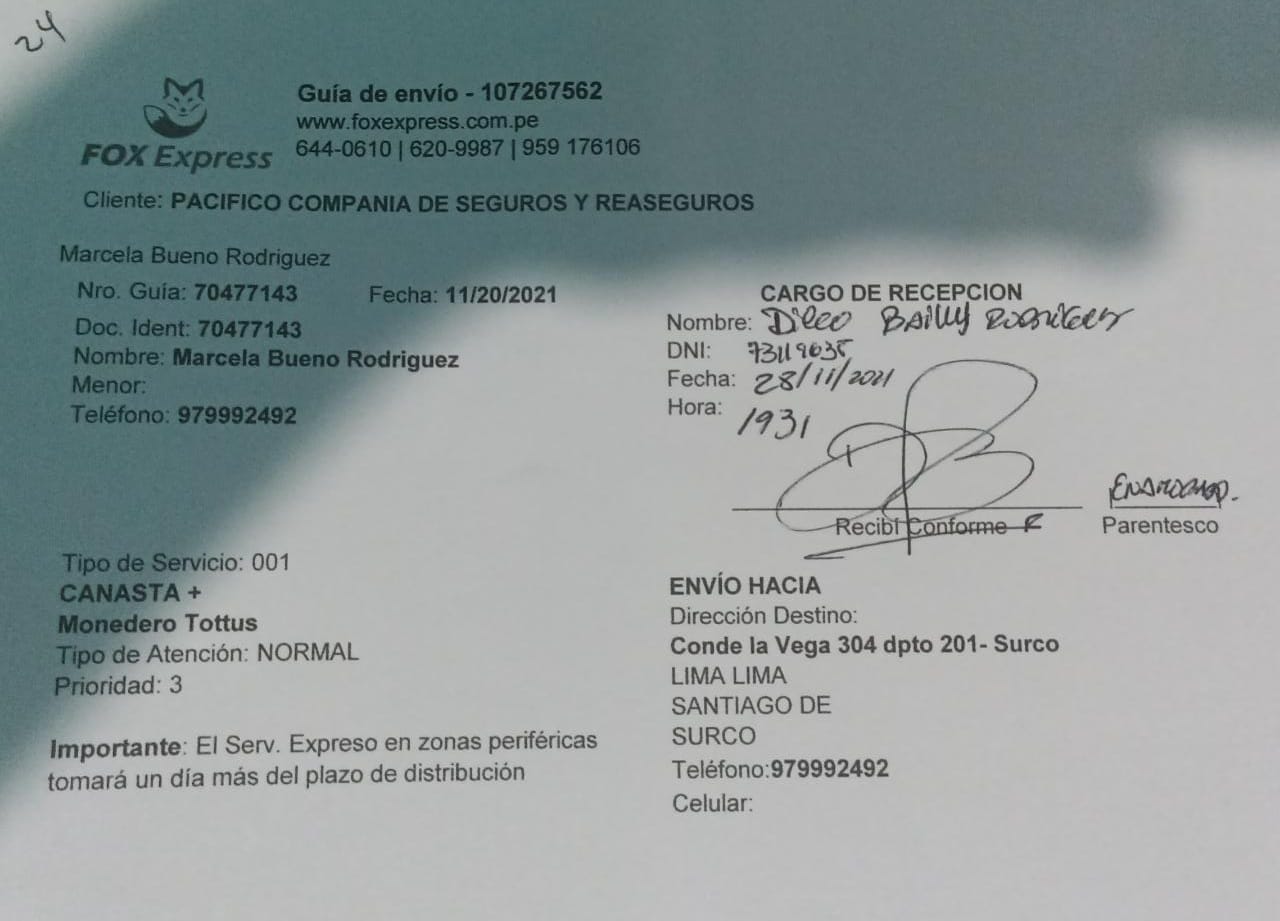 24
FOX Express
Guía de envío - 107267562
www.foxexpress.com.pe
644-0610 | 620-9987 | 959 176106
Cliente: PACIFICO COMPANIA DE SEGUROS Y REASEGUROS
Marcela Bueno Rodriguez
Nro. Guía: 70477143 Fecha: 11/20/2021
Doc. Ident: 70477143
Nombre: Marcela Bueno Rodriguez
Menor:
Teléfono: 979992492
CARGO DE RECEPCION
Nombre: BAILLY
DNI:
Fecha: 28/11/2021
Hora: 1931
Recibí Conforme
Parentesco
Tipo de Servicio: 001
CANASTA +
Monedero Tottus
Tipo de Atención: NORMAL
Prioridad: 3
Importante: El Serv. Expreso en zonas periféricas
tomará un día más del plazo de distribución
ENVÍO HACIA
Dirección Destino:
Conde la Vega 304 dpto 201- Surco
LIMA LIMA
SANTIAGO DE
SURCO
Teléfono:979992492
Celular: